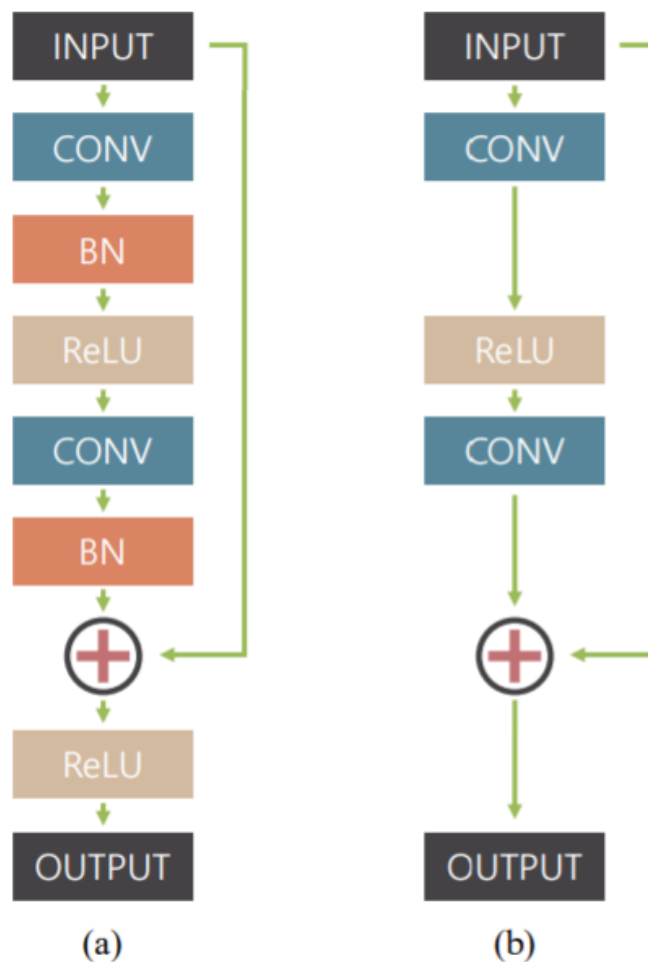 INPUT
CONV
BN
ReLU
CONV
BN
ReLU
OUTPUT
(a)
INPUT
CONV
ReLU
CONV
OUTPUT
(b)